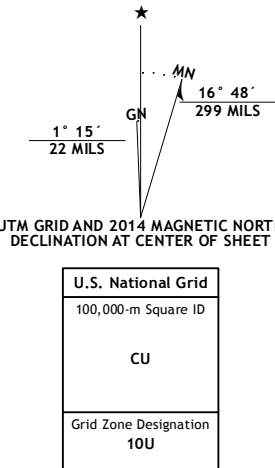 MN
GN
16° 48´
299 MILS
1° 15´
22 MILS
UTM GRID AND 2014 MAGNETIC NORTH
DECLINATION AT CENTER OF SHEET
U.S. National Grid
100,000-m Square ID
CU
Grid Zone Designation
10U